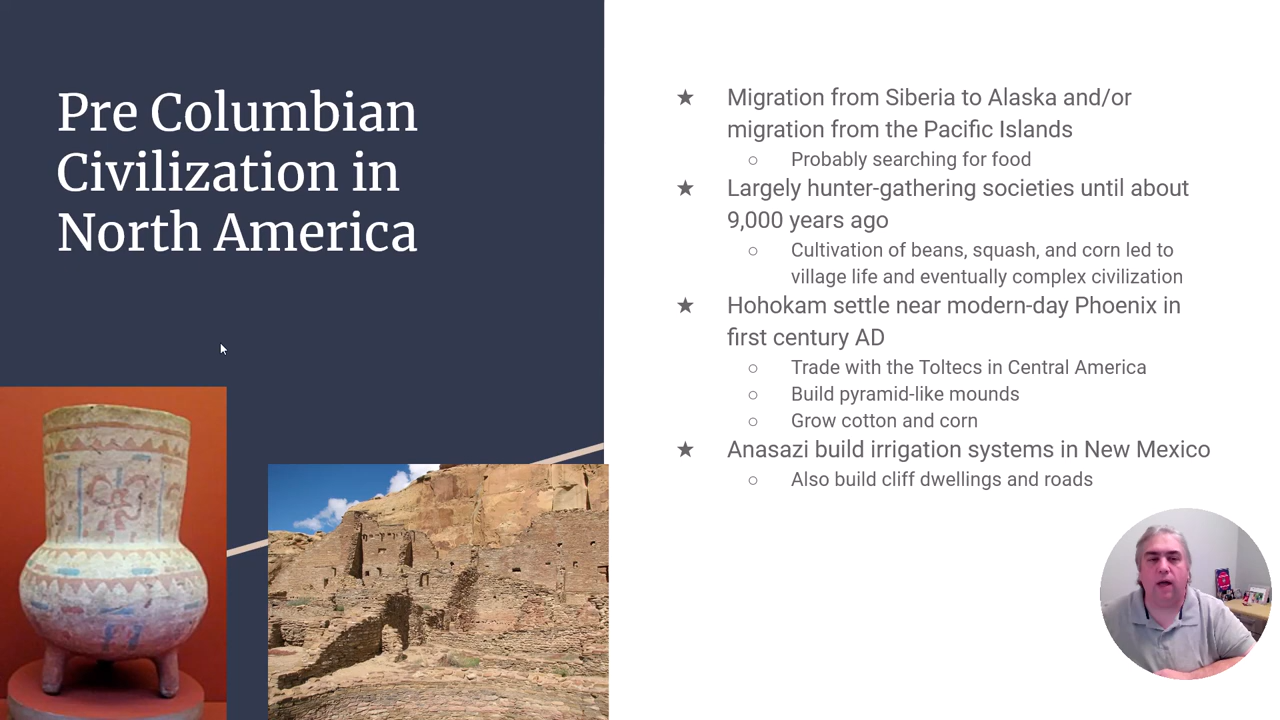 Pre Columbian
Civilization in
North America
★ Migration from Siberia to Alaska and/or
migration from the Pacific Islands
○ Probably searching for food
★ Largely hunter-gathering societies until about
9,000 years ago
○ Cultivation of beans, squash, and corn led to
village life and eventually complex civilization
★ Hohokam settle near modern-day Phoenix in
first century AD
○ Trade with the Toltecs in Central America
○ Build pyramid-like mounds
○ Grow cotton and corn
★ Anasazi build irrigation systems in New Mexico
○ Also build cliff dwellings and roads